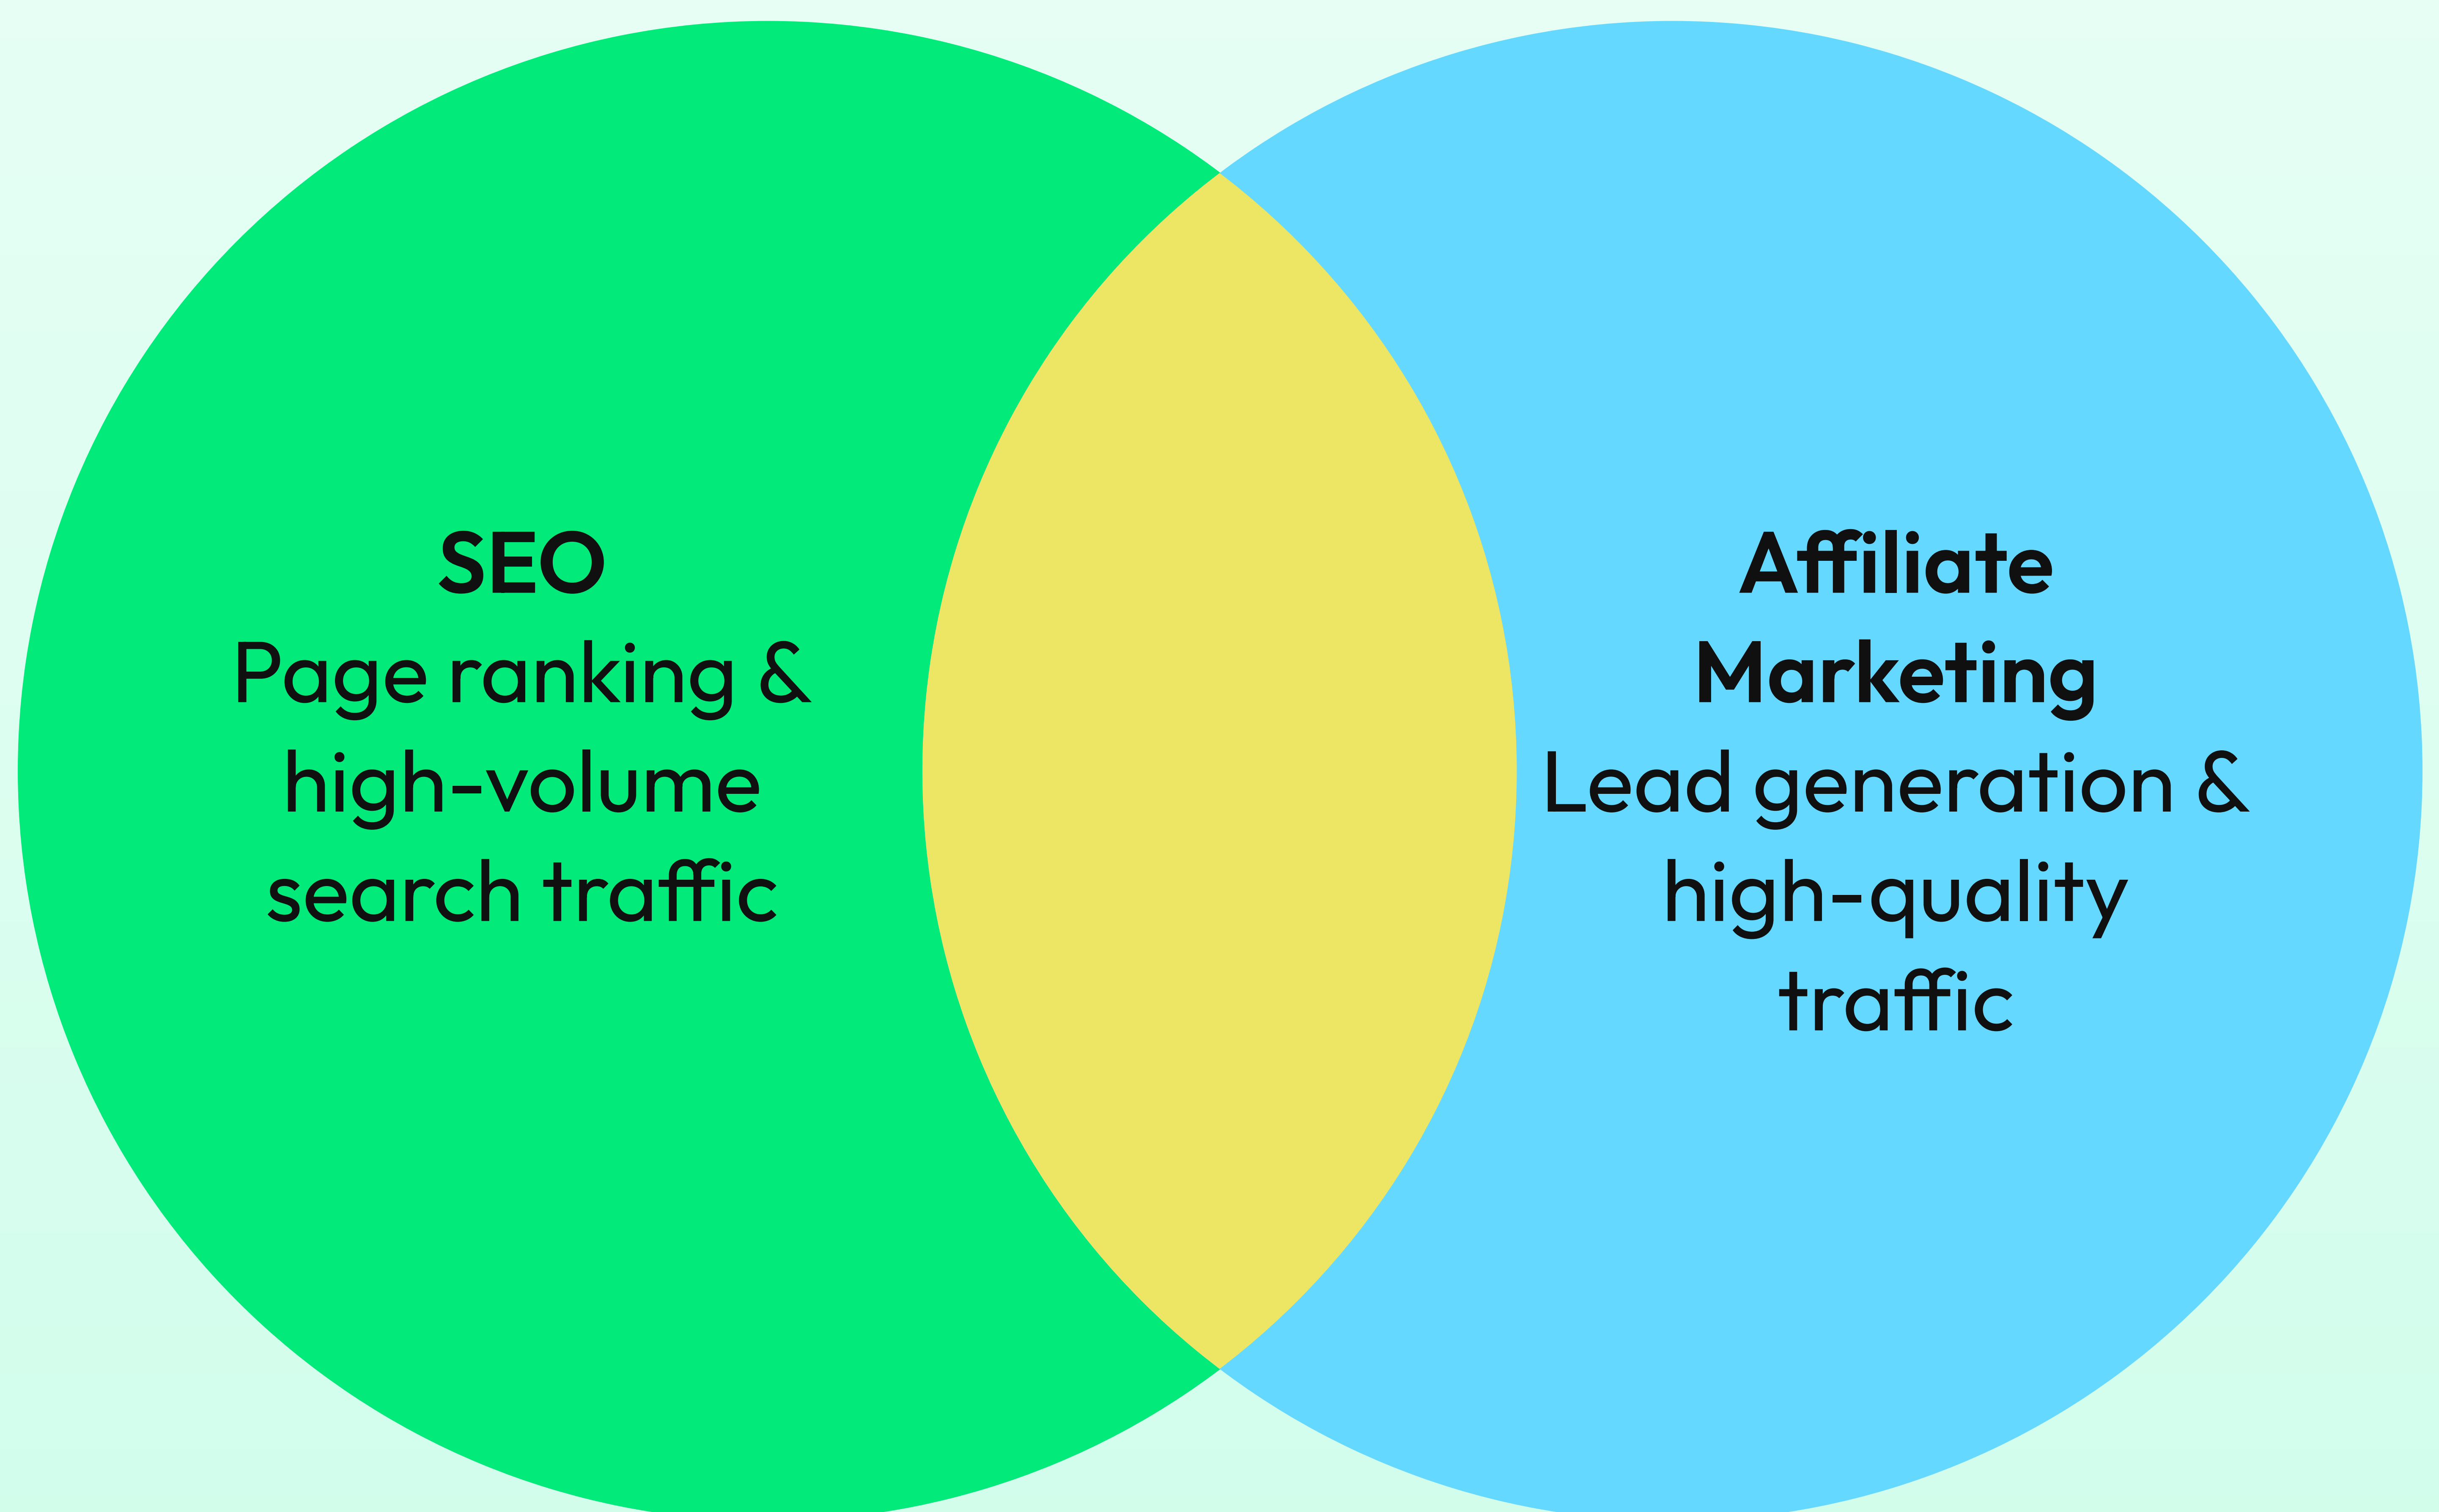 SEO
Page ranking &
high-volume
search traffic
Affiliate
Marketing
Lead generation &
high-quality
traffic